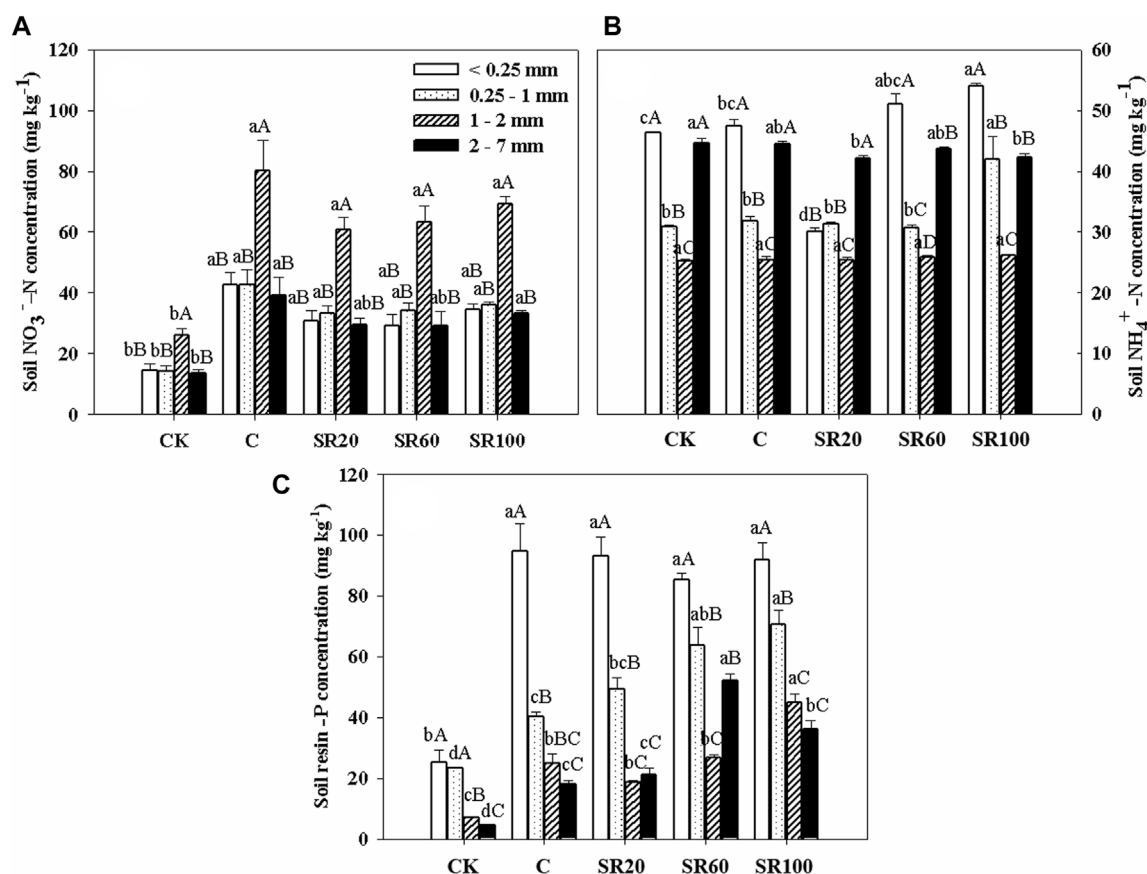 A
120
100
80
60
40
20
0
Soil NO₃⁻–N concentration (mg kg⁻¹)
< 0.25 mm
0.25 - 1 mm
1 - 2 mm
2 - 7 mm
bB bB bA bB
aB aB aA aB
aB aB aA abB
aB aB aA abB
aB aB aA aB
CK C SR20 SR60 SR100
B
60
50
40
30
20
10
0
Soil NH₄⁺ -N concentration (mg kg⁻¹)
cA bB aC aA
bcA bB aC abA
dB bB aC bA
abcA bC aD abB
aA aB aC bB
CK C SR20 SR60 SR100
C
120
100
80
60
40
20
0
Soil resin -P concentration (mg kg⁻¹)
bA dA cB dC
aA cB bBC cC
aA bcB bC cC
aA abB bC aB
aA aB aC bC
CK C SR20 SR60 SR100